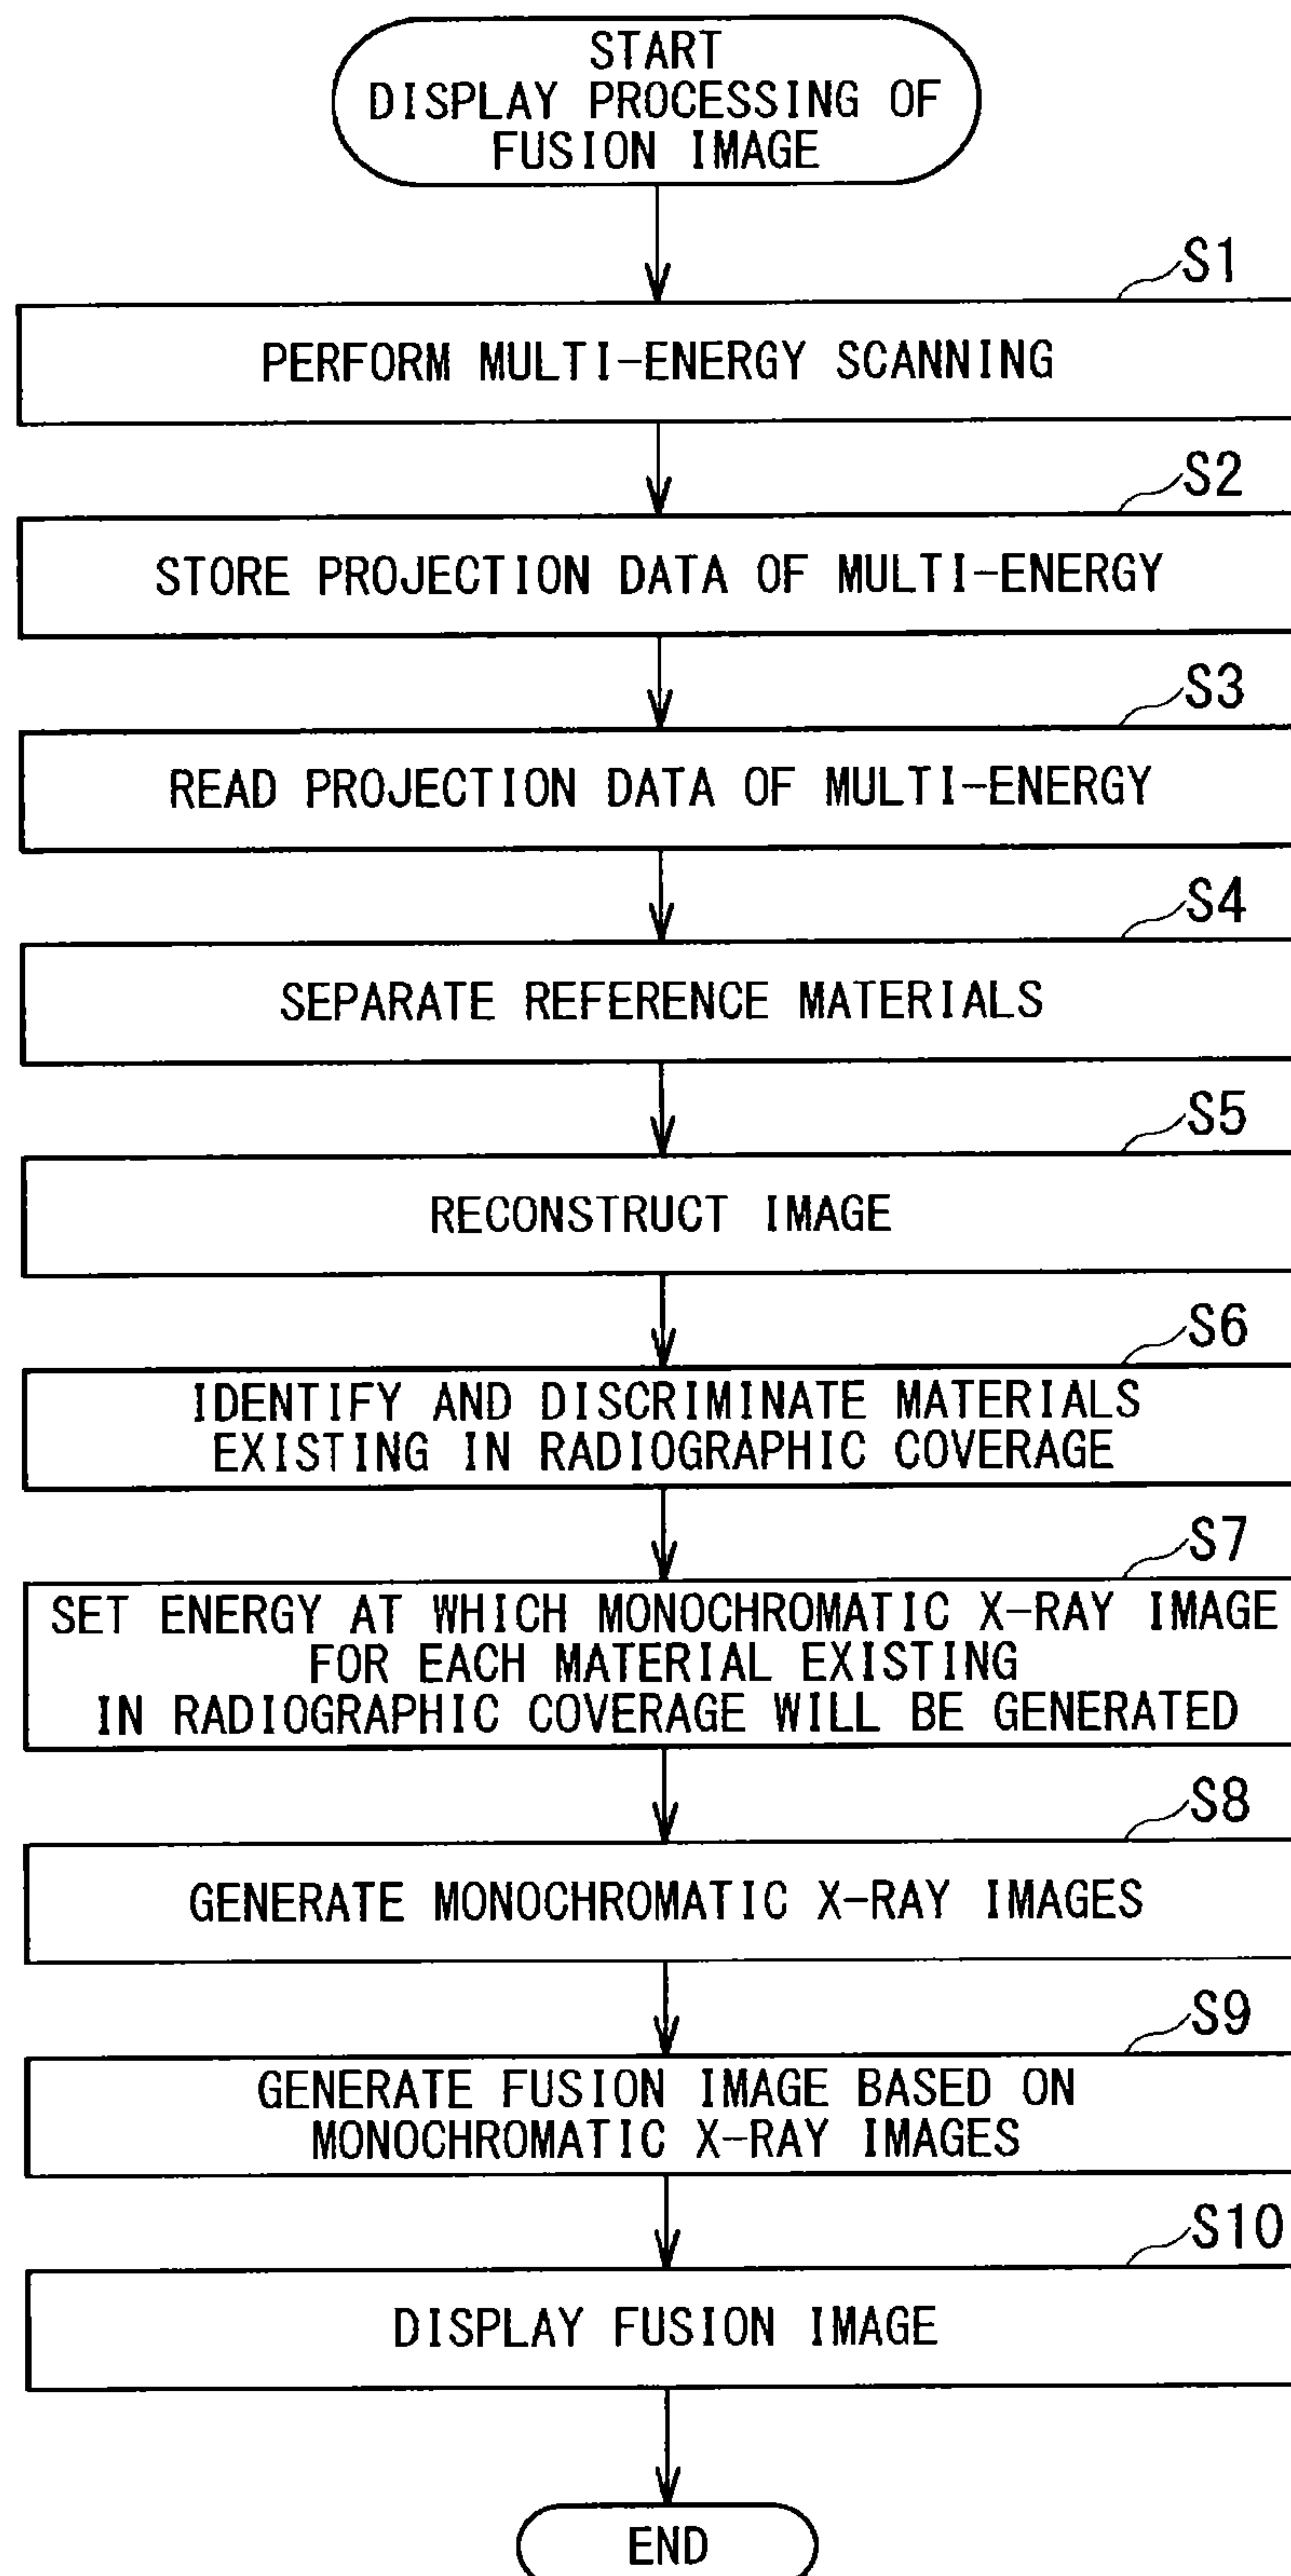 START
DISPLAY PROCESSING OF
FUSION IMAGE
S1
PERFORM MULTI-ENERGY SCANNING
S2
STORE PROJECTION DATA OF MULTI-ENERGY
S3
READ PROJECTION DATA OF MULTI-ENERGY
S4
SEPARATE REFERENCE MATERIALS
S5
RECONSTRUCT IMAGE
S6
IDENTIFY AND DISCRIMINATE MATERIALS
EXISTING IN RADIOGRAPHIC COVERAGE
S7
SET ENERGY AT WHICH MONOCHROMATIC X-RAY IMAGE
FOR EACH MATERIAL EXISTING
IN RADIOGRAPHIC COVERAGE WILL BE GENERATED
S8
GENERATE MONOCHROMATIC X-RAY IMAGES
S9
GENERATE FUSION IMAGE BASED ON
MONOCHROMATIC X-RAY IMAGES
S10
DISPLAY FUSION IMAGE
END